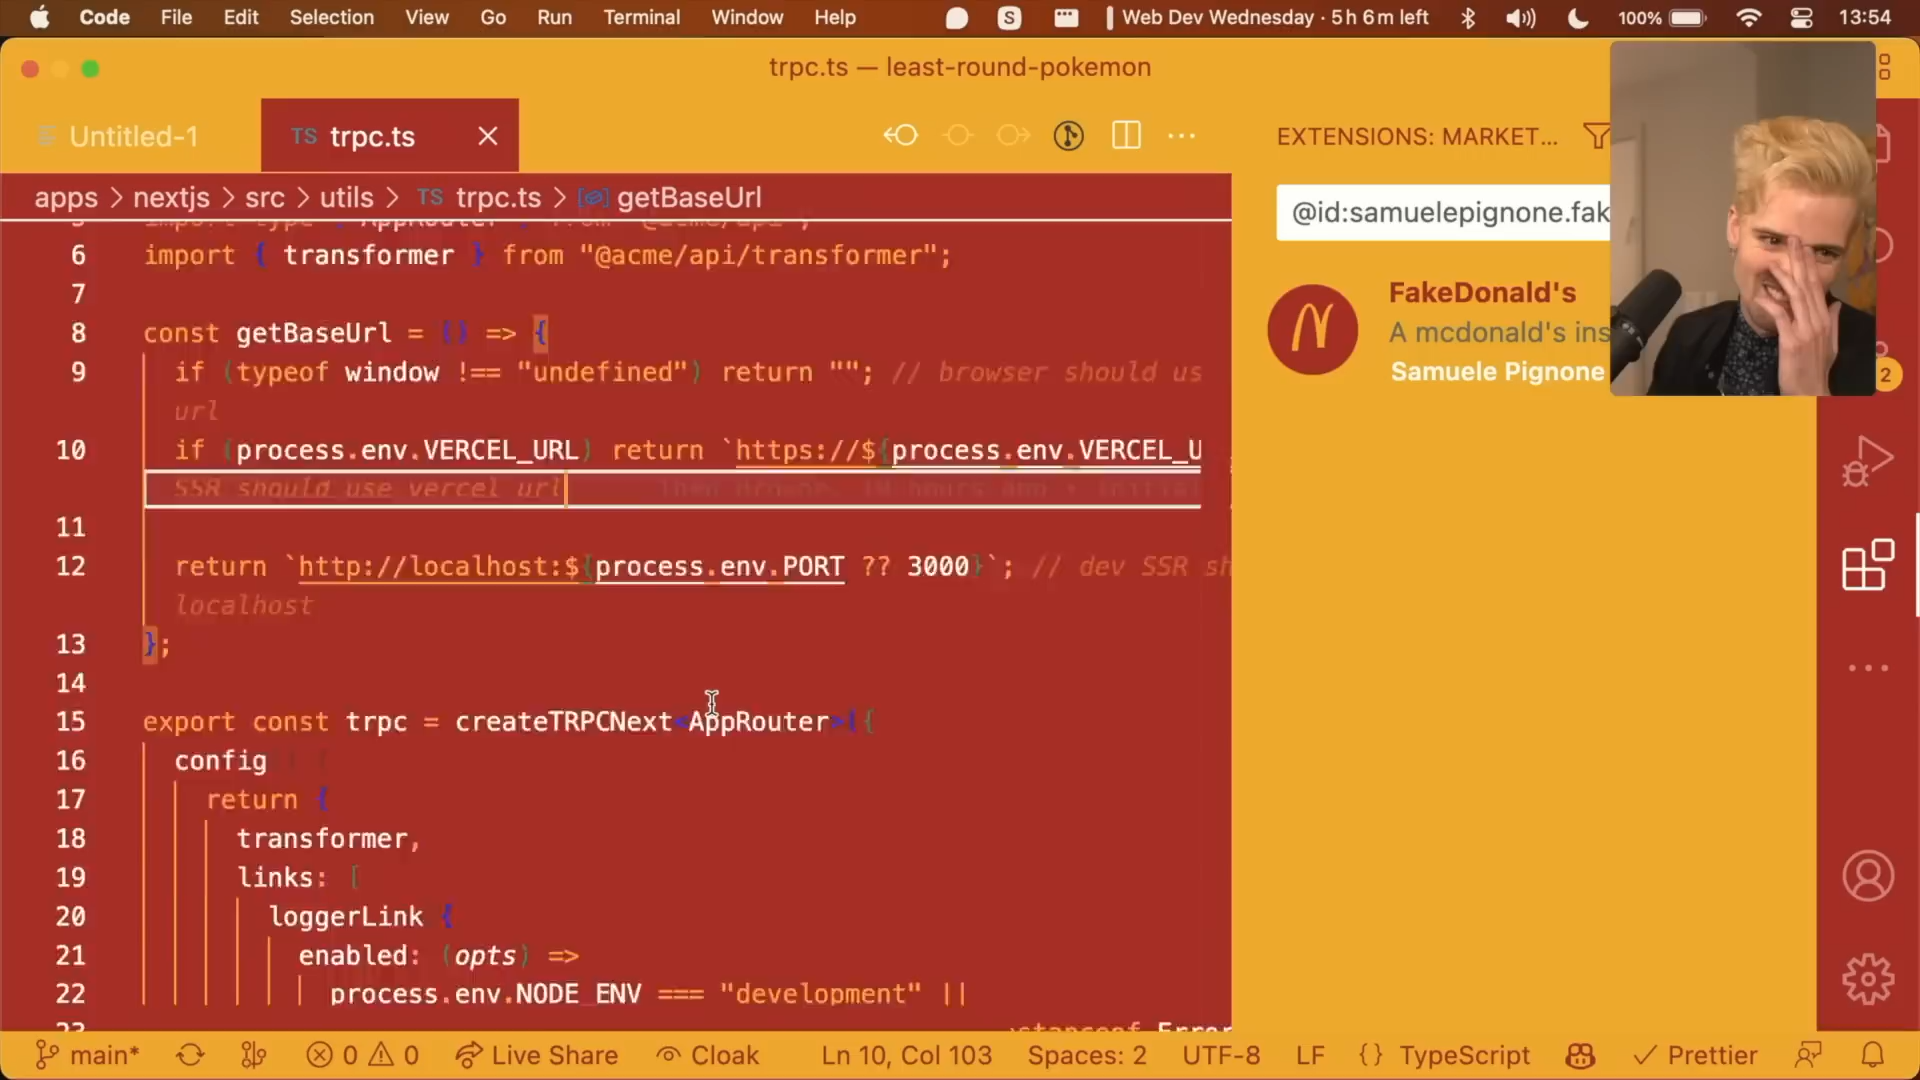 Code File Edit Selection View Go Run Terminal Window Help S Web Dev Wednesday · 5 h 6 m left 100% 13:54
trpc.ts — least-round-pokemon
Untitled-1
TS trpc.ts
EXTENSIONS: MARKET...
apps > nextjs > src > utils > TS trpc.ts > getBaseUrl
@id:samuelepignone.fak
FakeDonald's
A mcdonald's ins
Samuele Pignone
2
6 import { transformer } from "@acme/api/transformer";
7
8 const getBaseUrl = () => {
9 if (typeof window !== "undefined") return ""; // browser should us
url
10 if (process.env.VERCEL_URL) return `https://${process.env.VERCEL_U
SSR should use vercel url
11
12 return `http://localhost:${process.env.PORT ?? 3000}`; // dev SSR sh
localhost
13 };
14
15 export const trpc = createTRPCNext<AppRouter>({
16 config
17 return {
18 transformer,
19 links: [
20 loggerLink {
21 enabled: (opts) =>
22 process.env.NODE_ENV === "development" ||
23
main* 0 0 Live Share Cloak Ln 10, Col 103 Spaces: 2 UTF-8 LF {} TypeScript Prettier